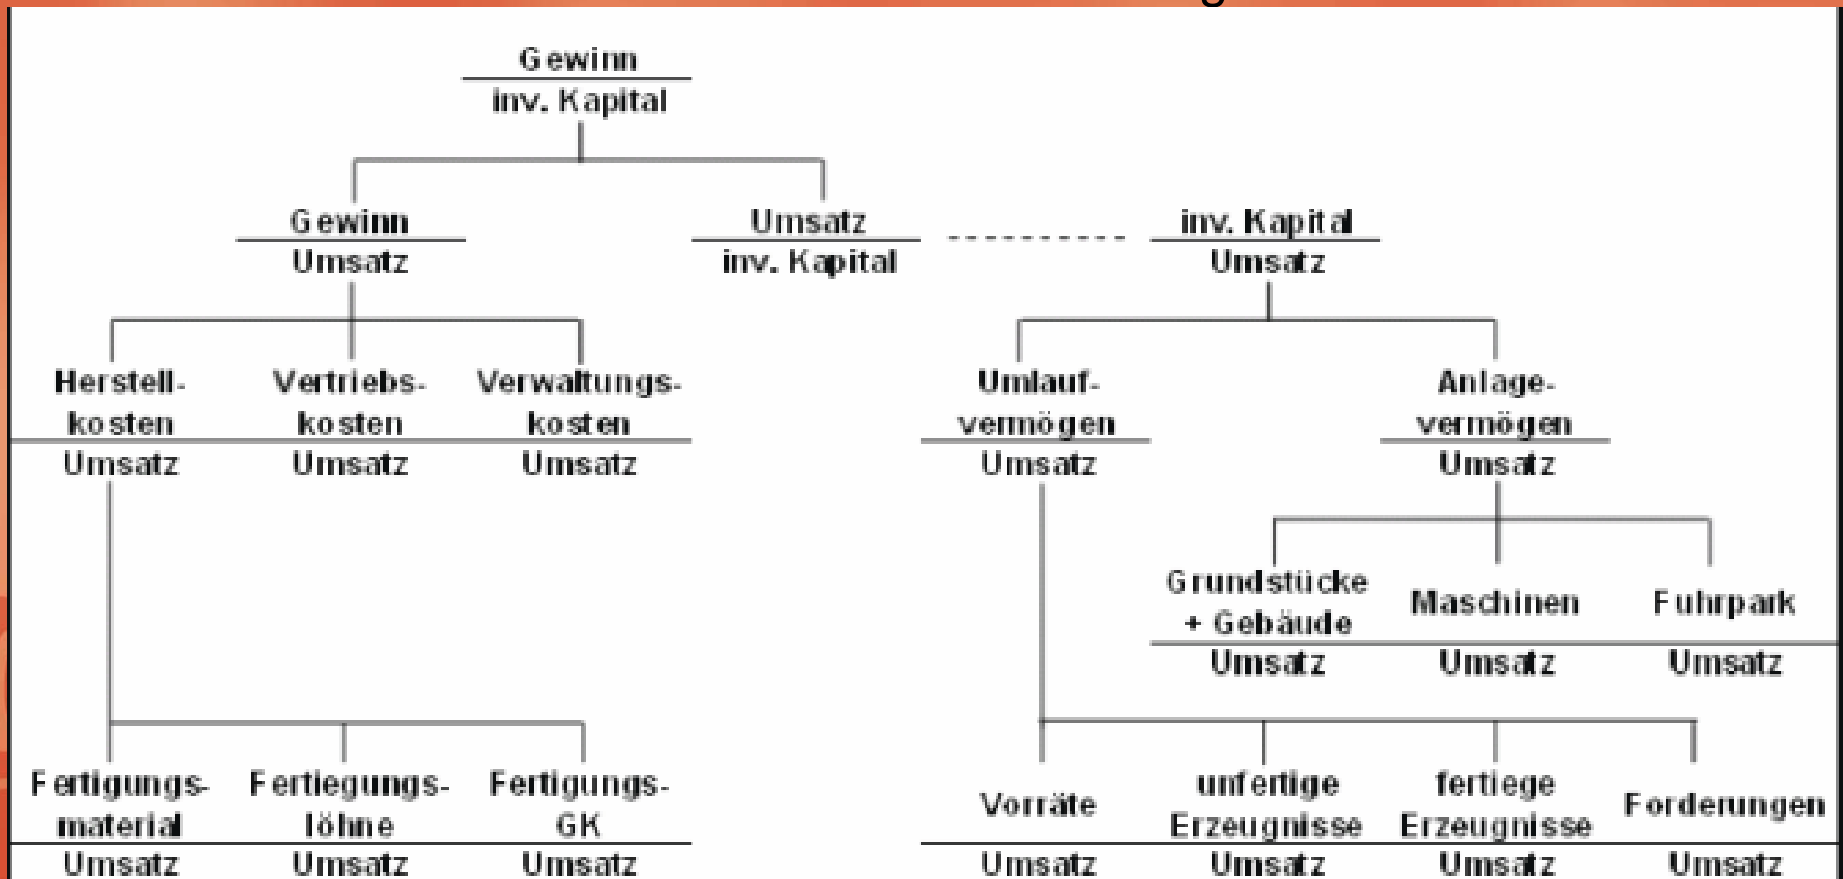 Gewinn
inv. Kapital
Gewinn Umsatz inv. Kapital
Umsatz inv. Kapital Umsatz
Herstell- Vertriebs- Verwaltungs- Umlauf- Anlage-
kosten kosten kosten vermögen vermögen
Umsatz Umsatz Umsatz Umsatz Umsatz
Grundstücke
+ Gebäude Maschinen Fuhrpark
Umsatz Umsatz Umsatz
Fertigungs- Fertiegungs- Fertigungs- unfertige fertiege
material löhne GK Vorräte Erzeugnisse Erzeugnisse Forderungen
Umsatz Umsatz Umsatz Umsatz Umsatz Umsatz Umsatz